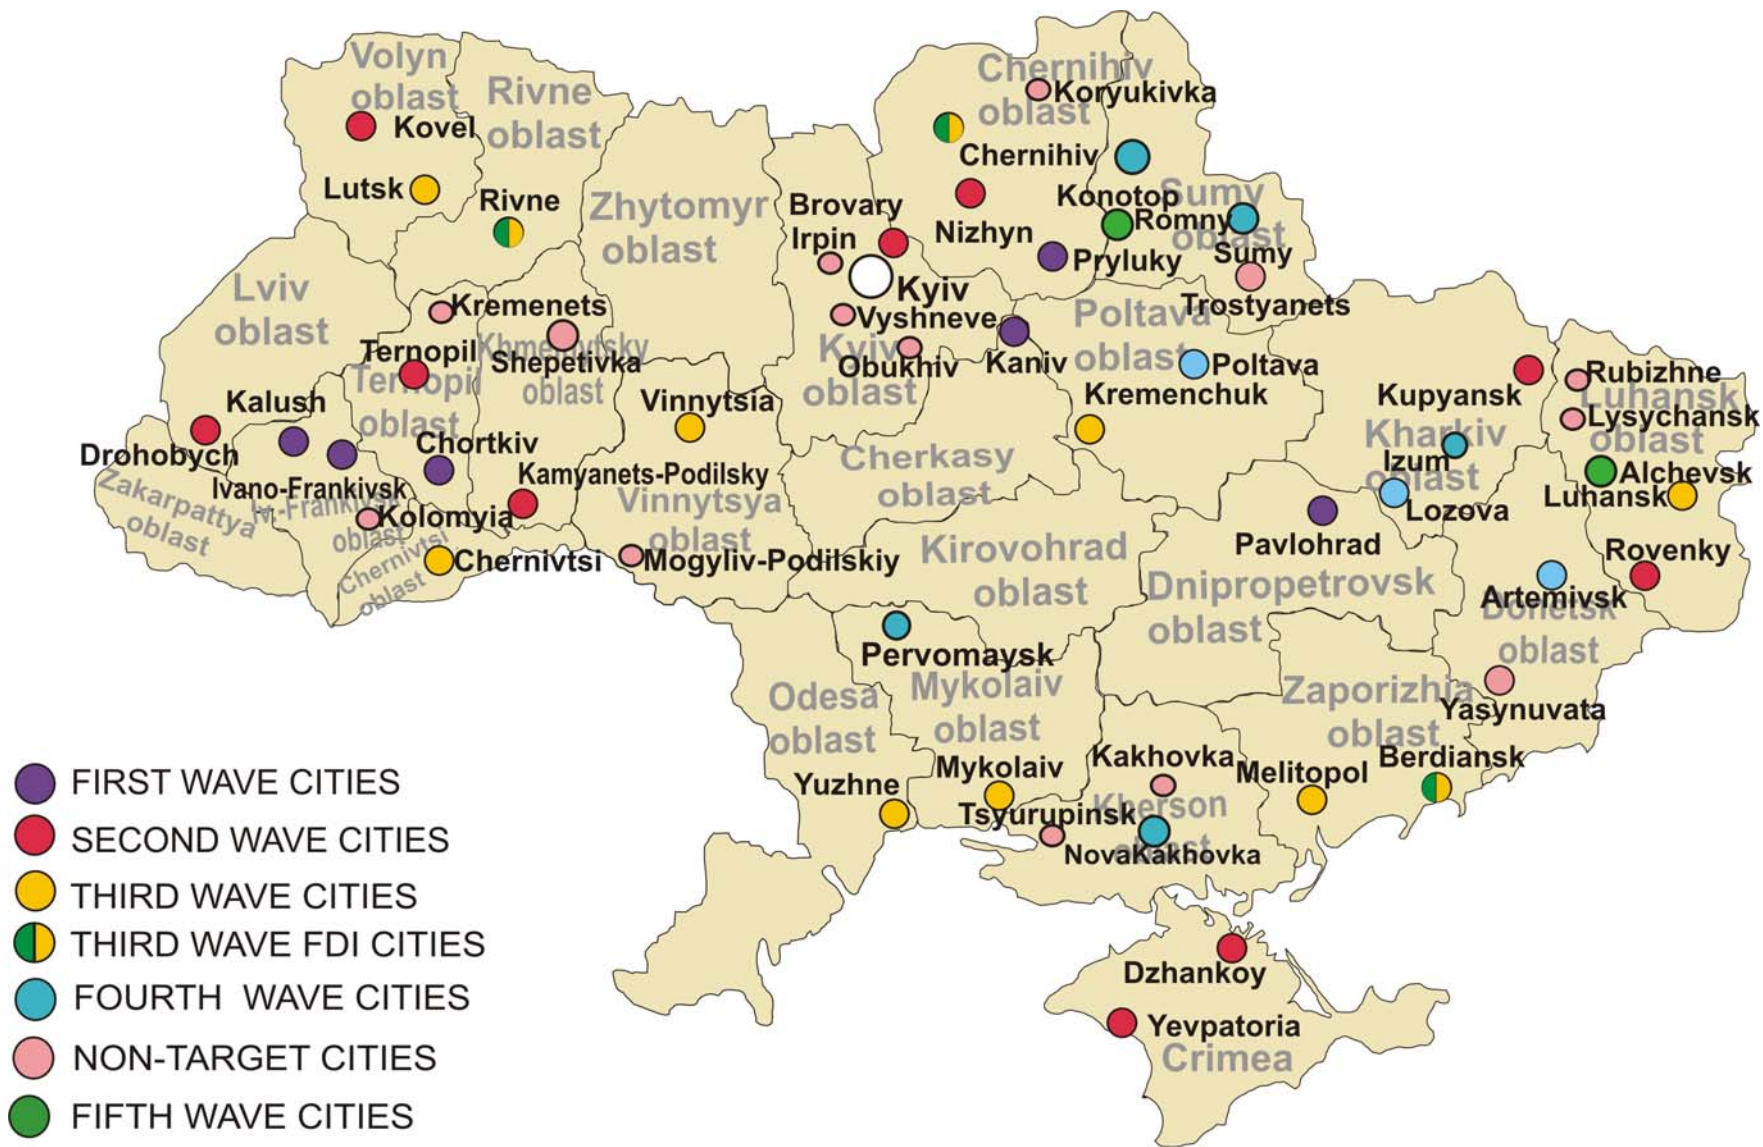 Volyn
oblast
Rivne
oblast
Chernihiv
oblast
Koryukivka
Kovel
Chernihiv
Lutsk
Rivne
Zhytomyr
oblast
Brovary
Irpin
Konotop
Sumy
oblast
Romny
Nizhyn
Sumy
Pryluky
Kyiv
Lviv
oblast
Kremenets
Trostyanets
Vyshneve
Poltava
oblast
Khmelnytsky
oblast
Shepetivka
Ternopil
Ternopil
oblast
Kyiv
oblast
Obukhiv
Kaniv
Poltava
Kremenchuk
Kupyansk
Rubizhne
Luhansk
oblast
Lysychansk
Kalush
Vinnytsia
Chortkiv
Drohobych
Kharkiv
oblast
Izum
Cherkasy
oblast
Kamyanets-Podilsky
Alchevsk
Luhansk
Zakarpattya
oblast
Ivano-Frankivsk
Iv.-Frankivsk
oblast
Kolomyia
Vinnytsya
oblast
Lozova
Pavlohrad
Rovenky
Chernivtsi
oblast
Chernivtsi
Mogyliv-Podilskiy
Kirovohrad
oblast
Dnipropetrovsk
oblast
Artemivsk
Donetsk
oblast
Pervomaysk
Odesa
oblast
Mykolaiv
oblast
Zaporizhia
oblast
Yasynuvata
Yuzhne
Mykolaiv
Kakhovka
Melitopol
Berdiansk
Tsyurupinsk
Kherson
oblast
NovaKakhovka
Dzhankoy
Yevpatoria
Crimea
FIRST WAVE CITIES
SECOND WAVE CITIES
THIRD WAVE CITIES
THIRD WAVE FDI CITIES
FOURTH WAVE CITIES
NON-TARGET CITIES
FIFTH WAVE CITIES